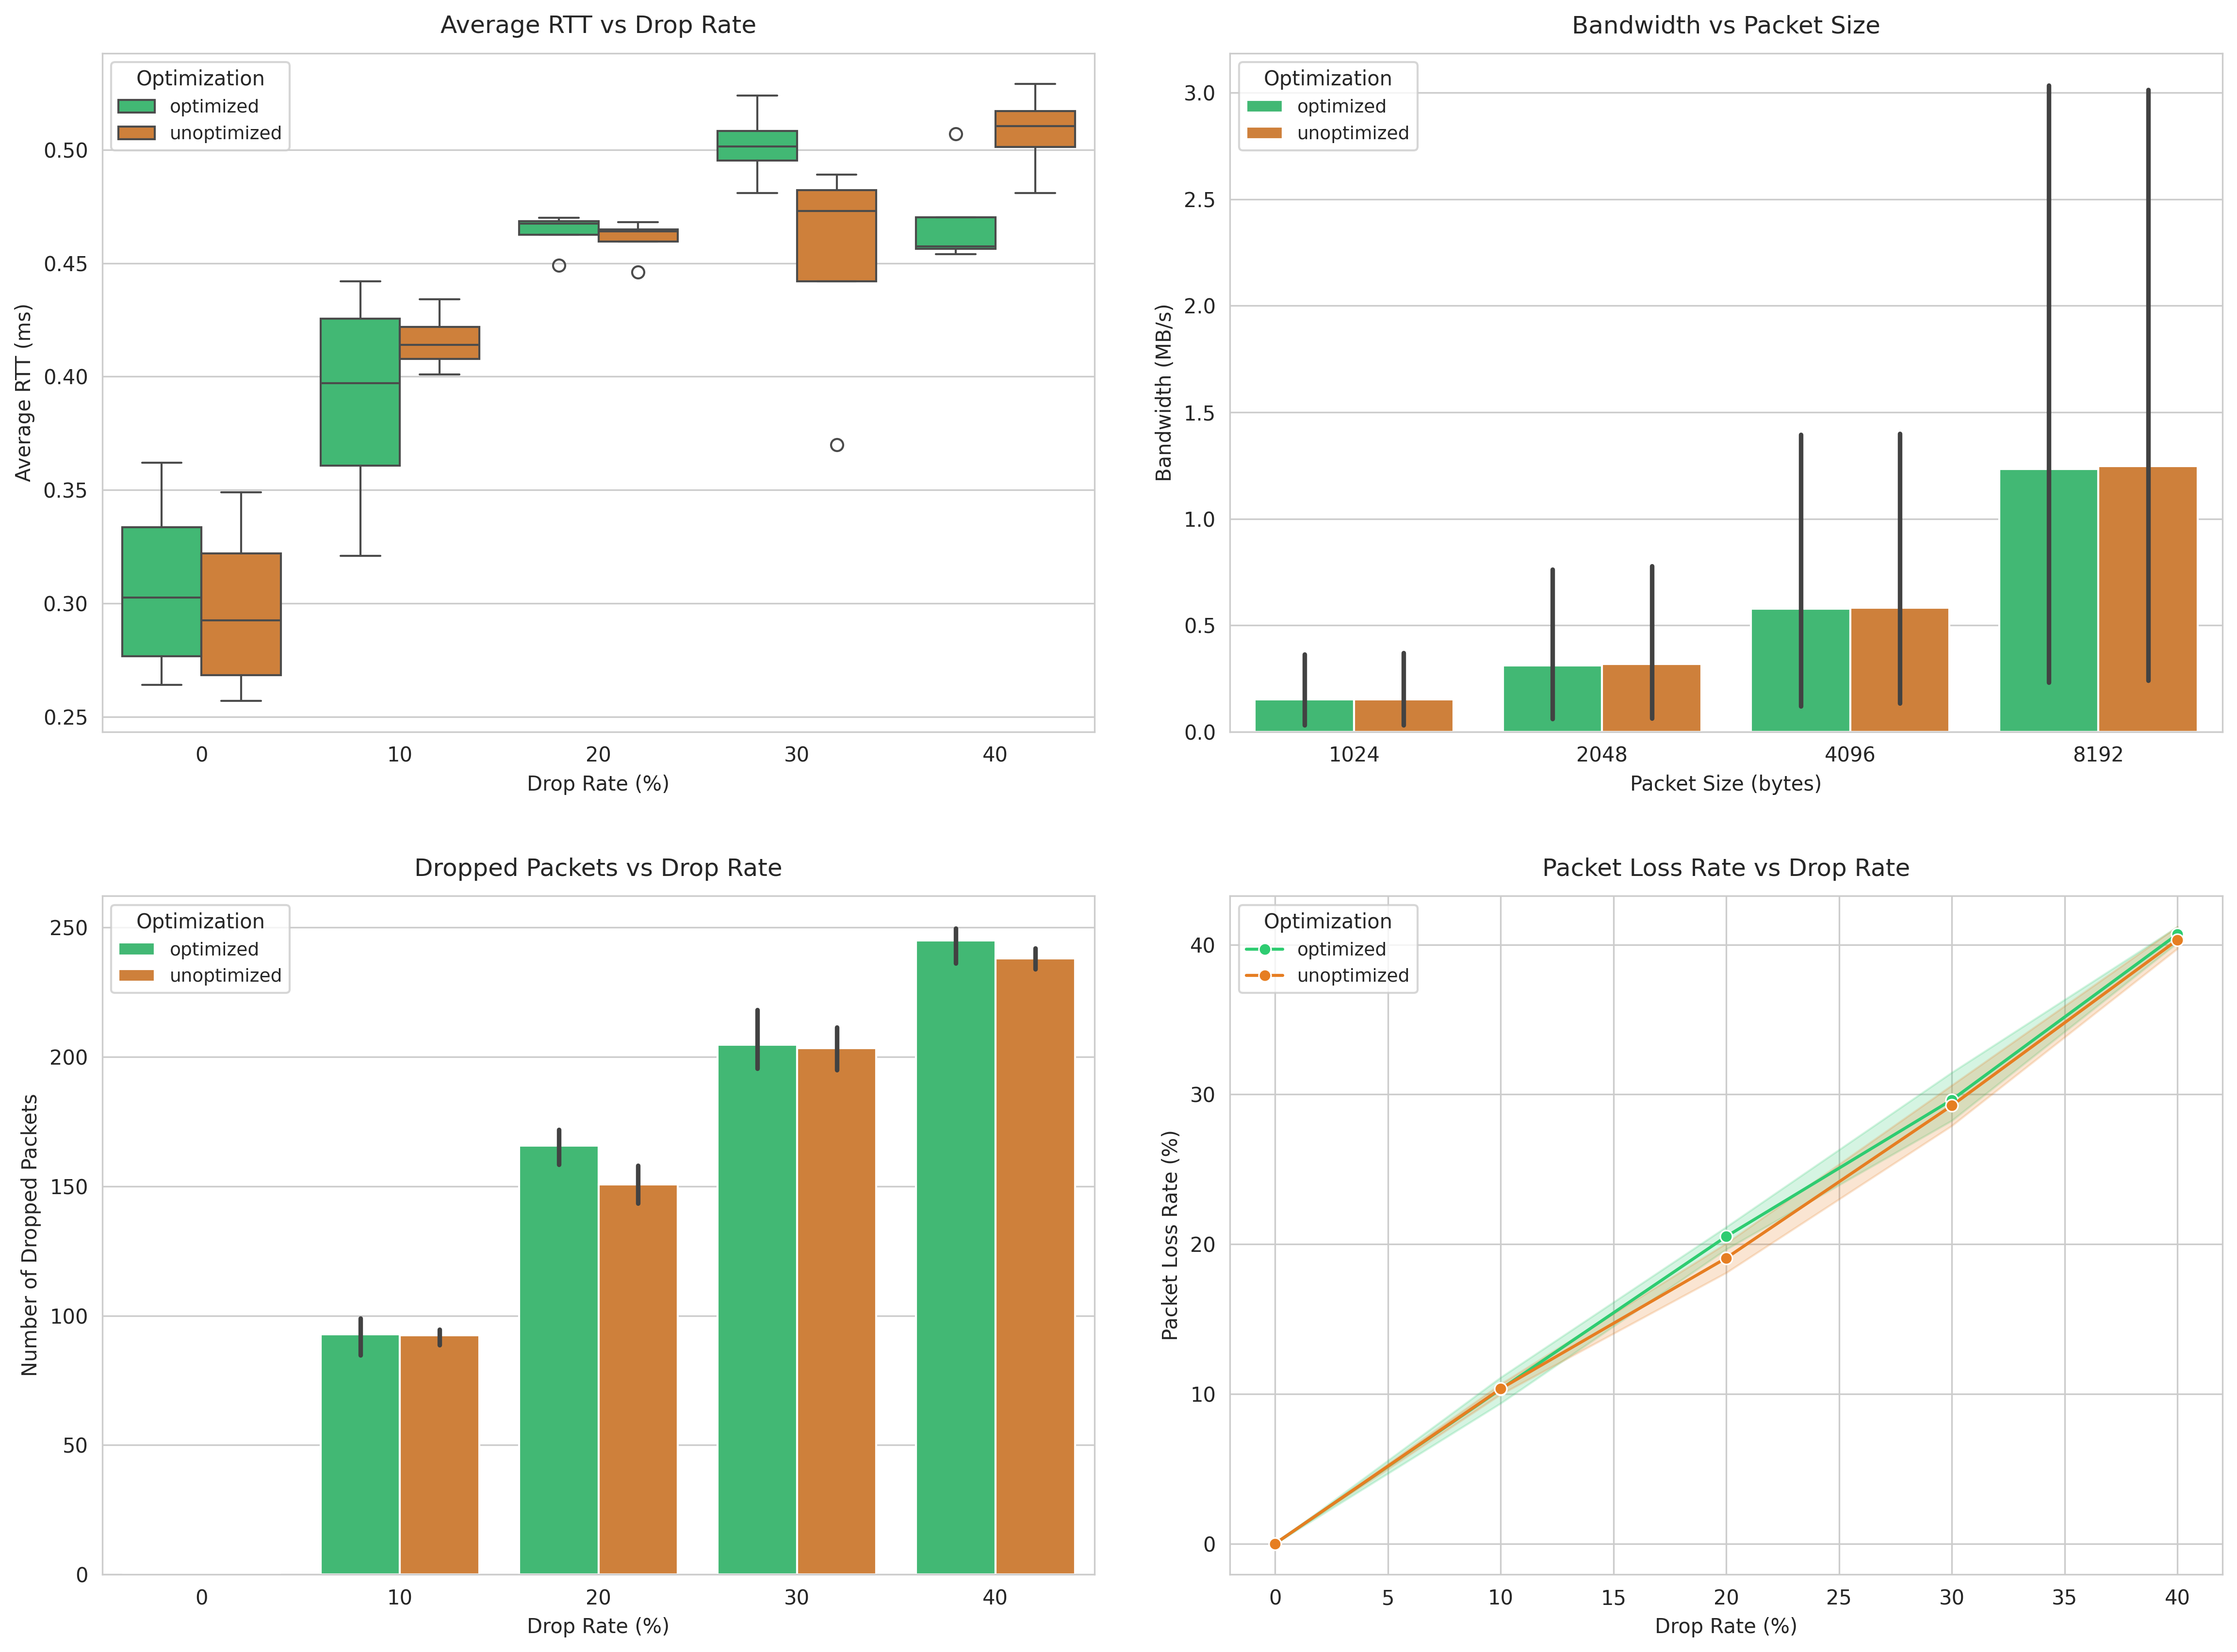 Average RTT vs Drop Rate
Optimization
optimized
unoptimized
Average RTT (ms)
0.50
0.45
0.40
0.35
0.30
0.25
0
10
20
30
40
Drop Rate (%)
Bandwidth vs Packet Size
Optimization
optimized
unoptimized
Bandwidth (MB/s)
3.0
2.5
2.0
1.5
1.0
0.5
0.0
1024
2048
4096
8192
Packet Size (bytes)
Dropped Packets vs Drop Rate
Optimization
optimized
unoptimized
Number of Dropped Packets
250
200
150
100
50
0
0
10
20
30
40
Drop Rate (%)
Packet Loss Rate vs Drop Rate
Optimization
optimized
unoptimized
Packet Loss Rate (%)
40
30
20
10
0
0
5
10
15
20
25
30
35
40
Drop Rate (%)